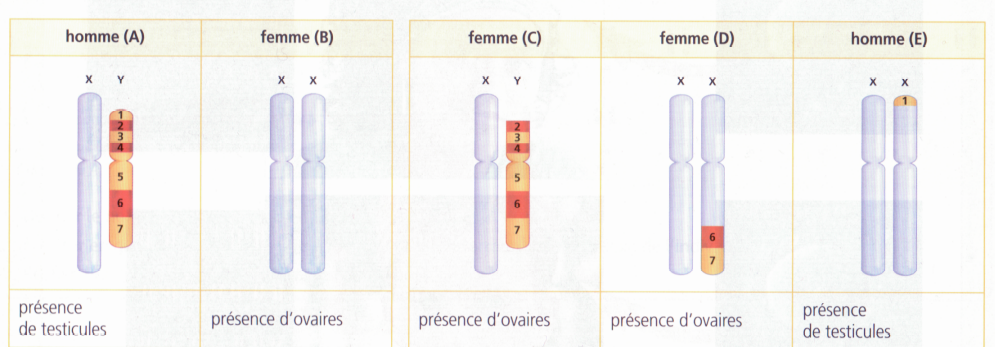 homme (A)
femme (B)
femme (C)
femme (D)
homme (E)
X Y
X X
X Y
X X
X X
1
2
3
4
5
6
7
2
3
4
5
6
7
6
7
1
présence
de testicules
présence d'ovaires
présence d'ovaires
présence d'ovaires
présence
de testicules